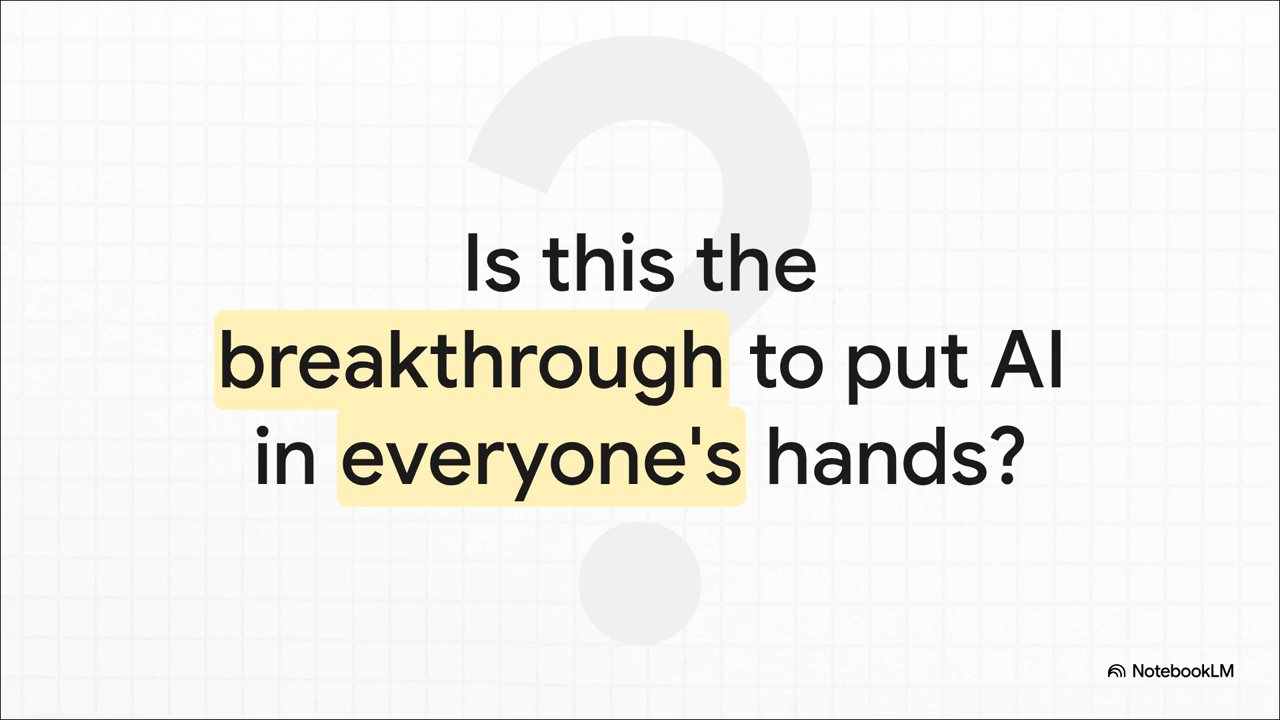 Is this the
breakthrough to put AI
in everyone's hands?
NotebookLM